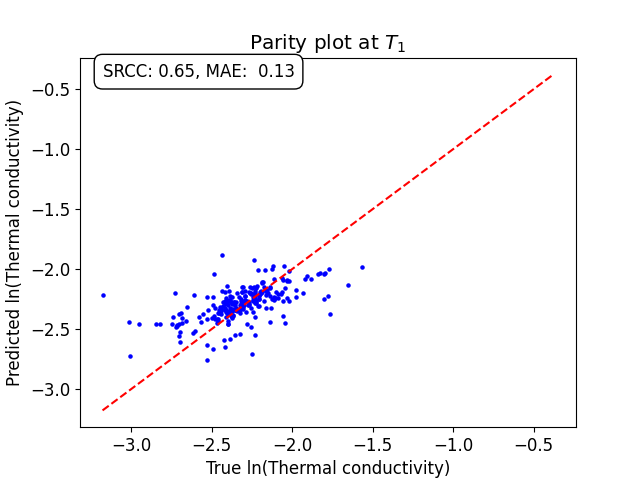 Parity plot at T₁
SRCC: 0.65, MAE:  0.13
Predicted ln(Thermal conductivity)
−0.5
−1.0
−1.5
−2.0
−2.5
−3.0
−3.0 −2.5 −2.0 −1.5 −1.0 −0.5
True ln(Thermal conductivity)